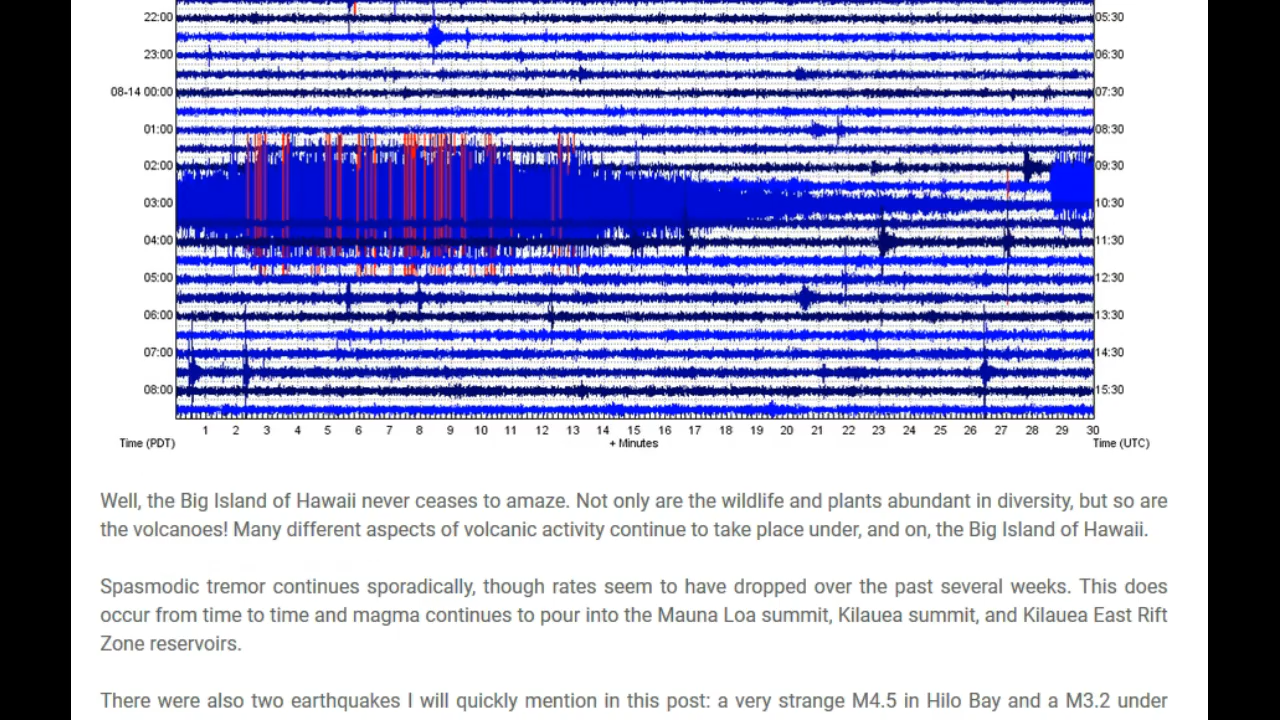 22:00 05:30
23:00 06:30
08-14 00:00 07:30
01:00 08:30
02:00 09:30
03:00 10:30
04:00 11:30
05:00 12:30
06:00 13:30
07:00 14:30
08:00 15:30
1 2 3 4 5 6 7 8 9 10 11 12 13 14 15 16 17 18 19 20 21 22 23 24 25 26 27 28 29 30
Time (PDT) + Minutes Time (UTC)
Well, the Big Island of Hawaii never ceases to amaze. Not only are the wildlife and plants abundant in diversity, but so are
the volcanoes! Many different aspects of volcanic activity continue to take place under, and on, the Big Island of Hawaii.
Spasmodic tremor continues sporadically, though rates seem to have dropped over the past several weeks. This does
occur from time to time and magma continues to pour into the Mauna Loa summit, Kilauea summit, and Kilauea East Rift
Zone reservoirs.
There were also two earthquakes I will quickly mention in this post: a very strange M4.5 in Hilo Bay and a M3.2 under